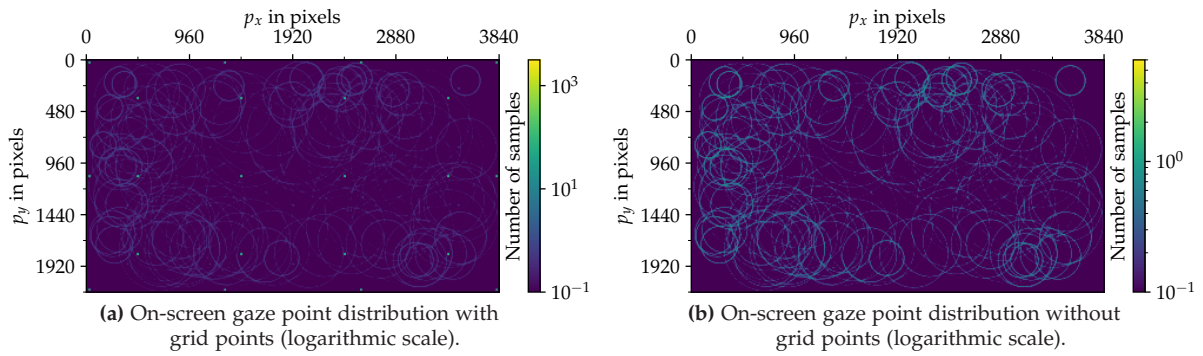 p_x in pixels
0 960 1920 2880 3840
0
480
960
1440
1920
p_y in pixels
10^3
10^1
10^−1
Number of samples
(a) On-screen gaze point distribution with
grid points (logarithmic scale).
p_x in pixels
0 960 1920 2880 3840
0
480
960
1440
1920
p_y in pixels
10^0
10^−1
Number of samples
(b) On-screen gaze point distribution without
grid points (logarithmic scale).